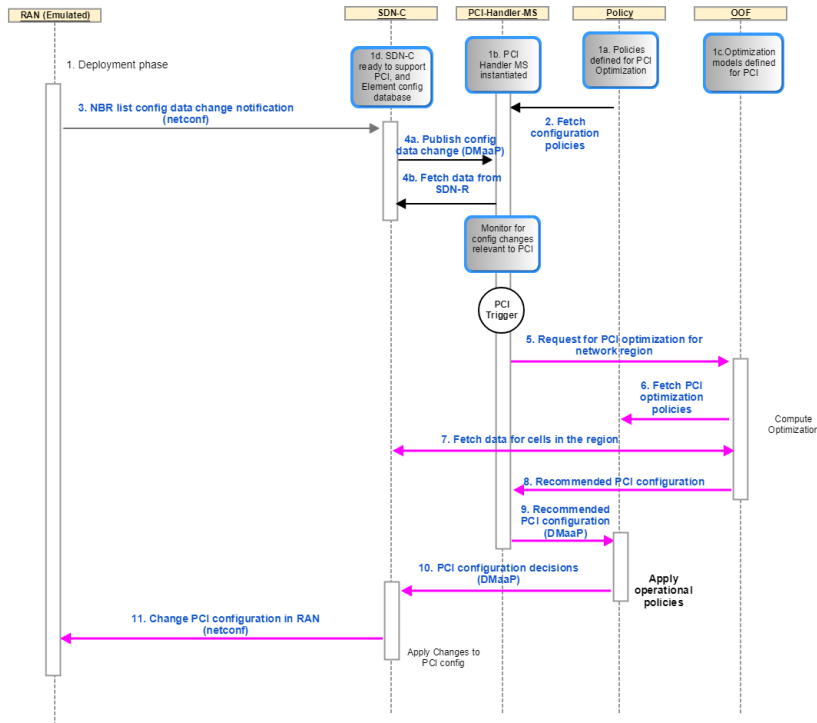 RAN (Emulated)
SDN-C
PCI-Handler-MS
Policy
OOF
1. Deployment phase
1d. SDN-C
ready to support
PCI, and
Element config
database
1b. PCI
Handler MS
instantiated
1a. Policies
defined for PCI
Optimization
1c.Optimization
models defined
for PCI
3. NBR list config data change notification
(netconf)
2. Fetch
configuration
policies
4a. Publish config
data change (DMaaP)
4b. Fetch data from
SDN-R
Monitor for
config changes
relevant to PCI
PCI
Trigger
5. Request for PCI optimization for
network region
6. Fetch PCI
optimization
policies
Compute
Optimization
7. Fetch data for cells in the region
8. Recommended PCI configuration
9. Recommended
PCI configuration
(DMaaP)
10. PCI configuration decisions
(DMaaP)
Apply
operational
policies
11. Change PCI configuration in RAN
(netconf)
Apply Changes to
PCI config